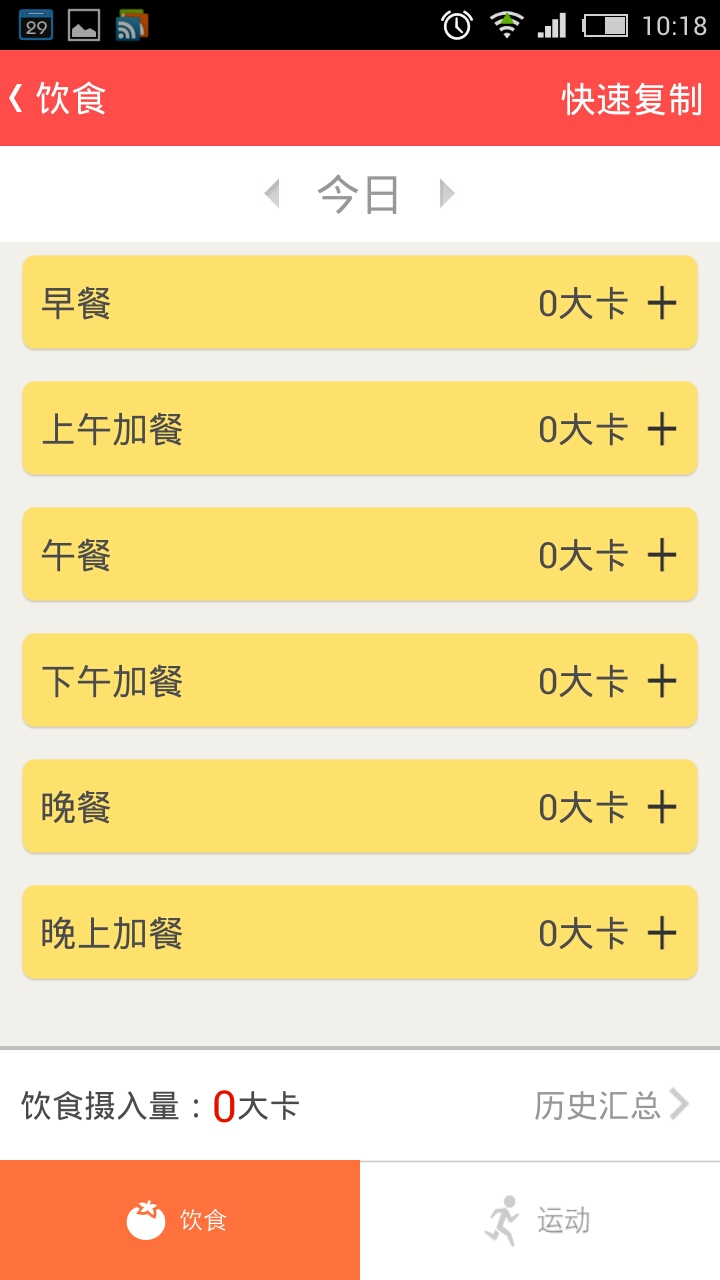 29
10:18
饮食
快速复制
今日
早餐 0大卡 +
上午加餐 0大卡 +
午餐 0大卡 +
下午加餐 0大卡 +
晚餐 0大卡 +
晚上加餐 0大卡 +
饮食摄入量：0大卡
历史汇总
饮食
运动